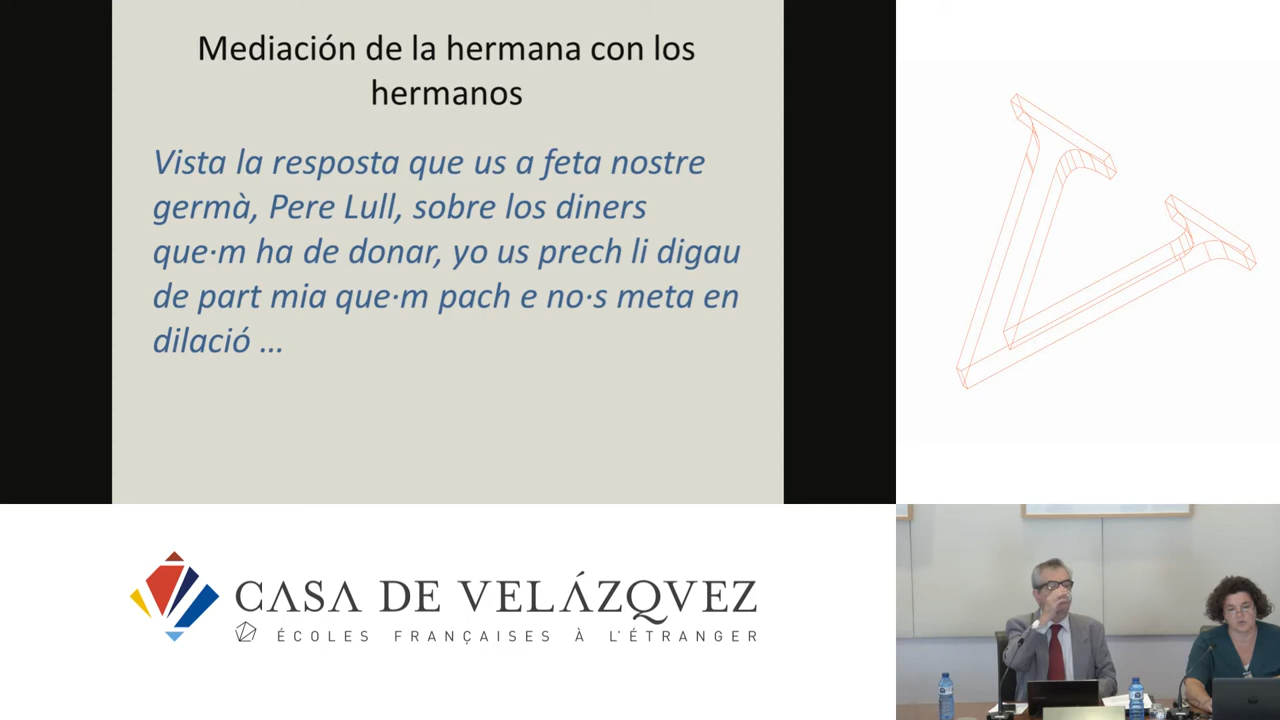 Mediación de la hermana con los
hermanos
Vista la resposta que us a feta nostre
germà, Pere Lull, sobre los diners
que·m ha de donar, yo us prech li digau
de part mia que·m pach e no·s meta en
dilació ...
CASA DE VELÁZQVEZ
ÉCOLES FRANÇAISES À L'ÉTRANGER